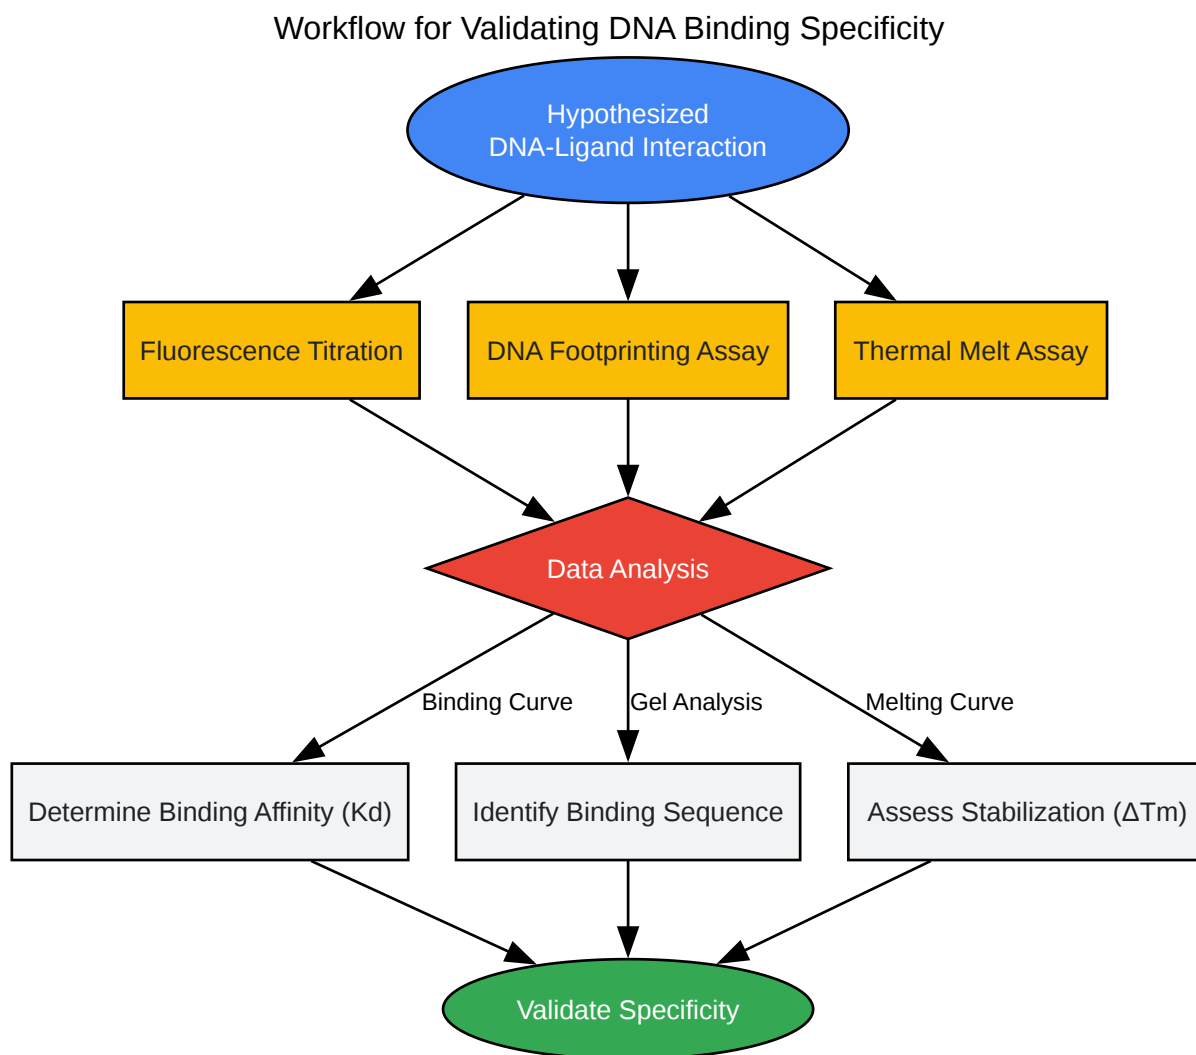 Workflow for Validating DNA Binding Specificity
Hypothesized
DNA-Ligand Interaction
Fluorescence Titration
DNA Footprinting Assay
Thermal Melt Assay
Data Analysis
Binding Curve
Gel Analysis
Melting Curve
Determine Binding Affinity (Kd)
Identify Binding Sequence
Assess Stabilization (ΔTm)
Validate Specificity